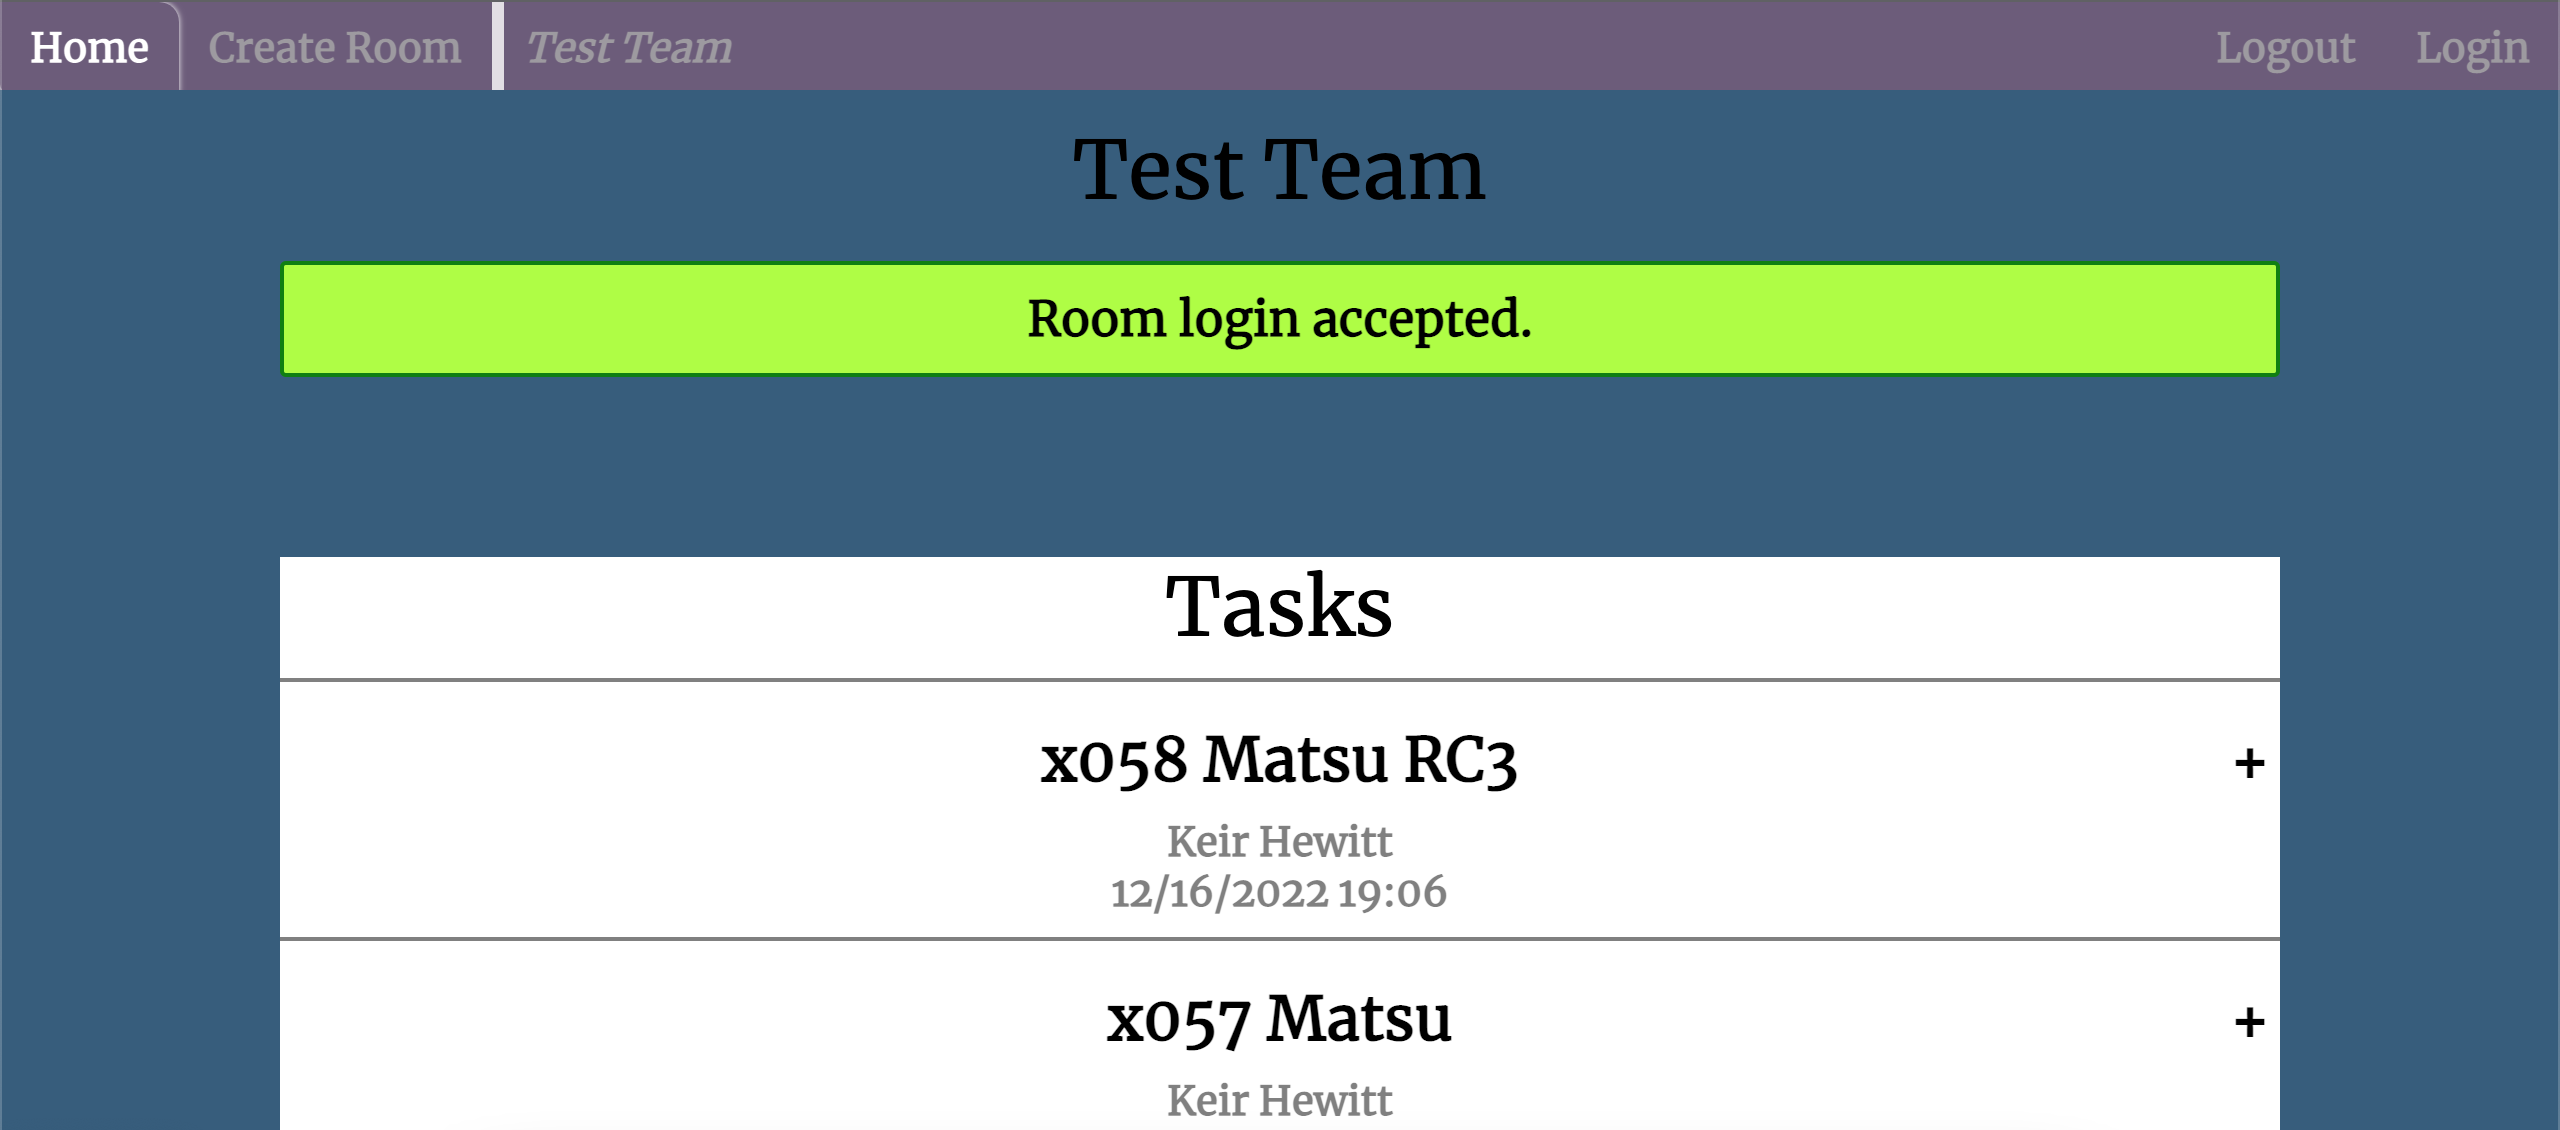 Home Create Room Test Team Logout Login
Test Team
Room login accepted.
Tasks
x058 Matsu RC3 +
Keir Hewitt
12/16/2022 19:06
x057 Matsu +
Keir Hewitt